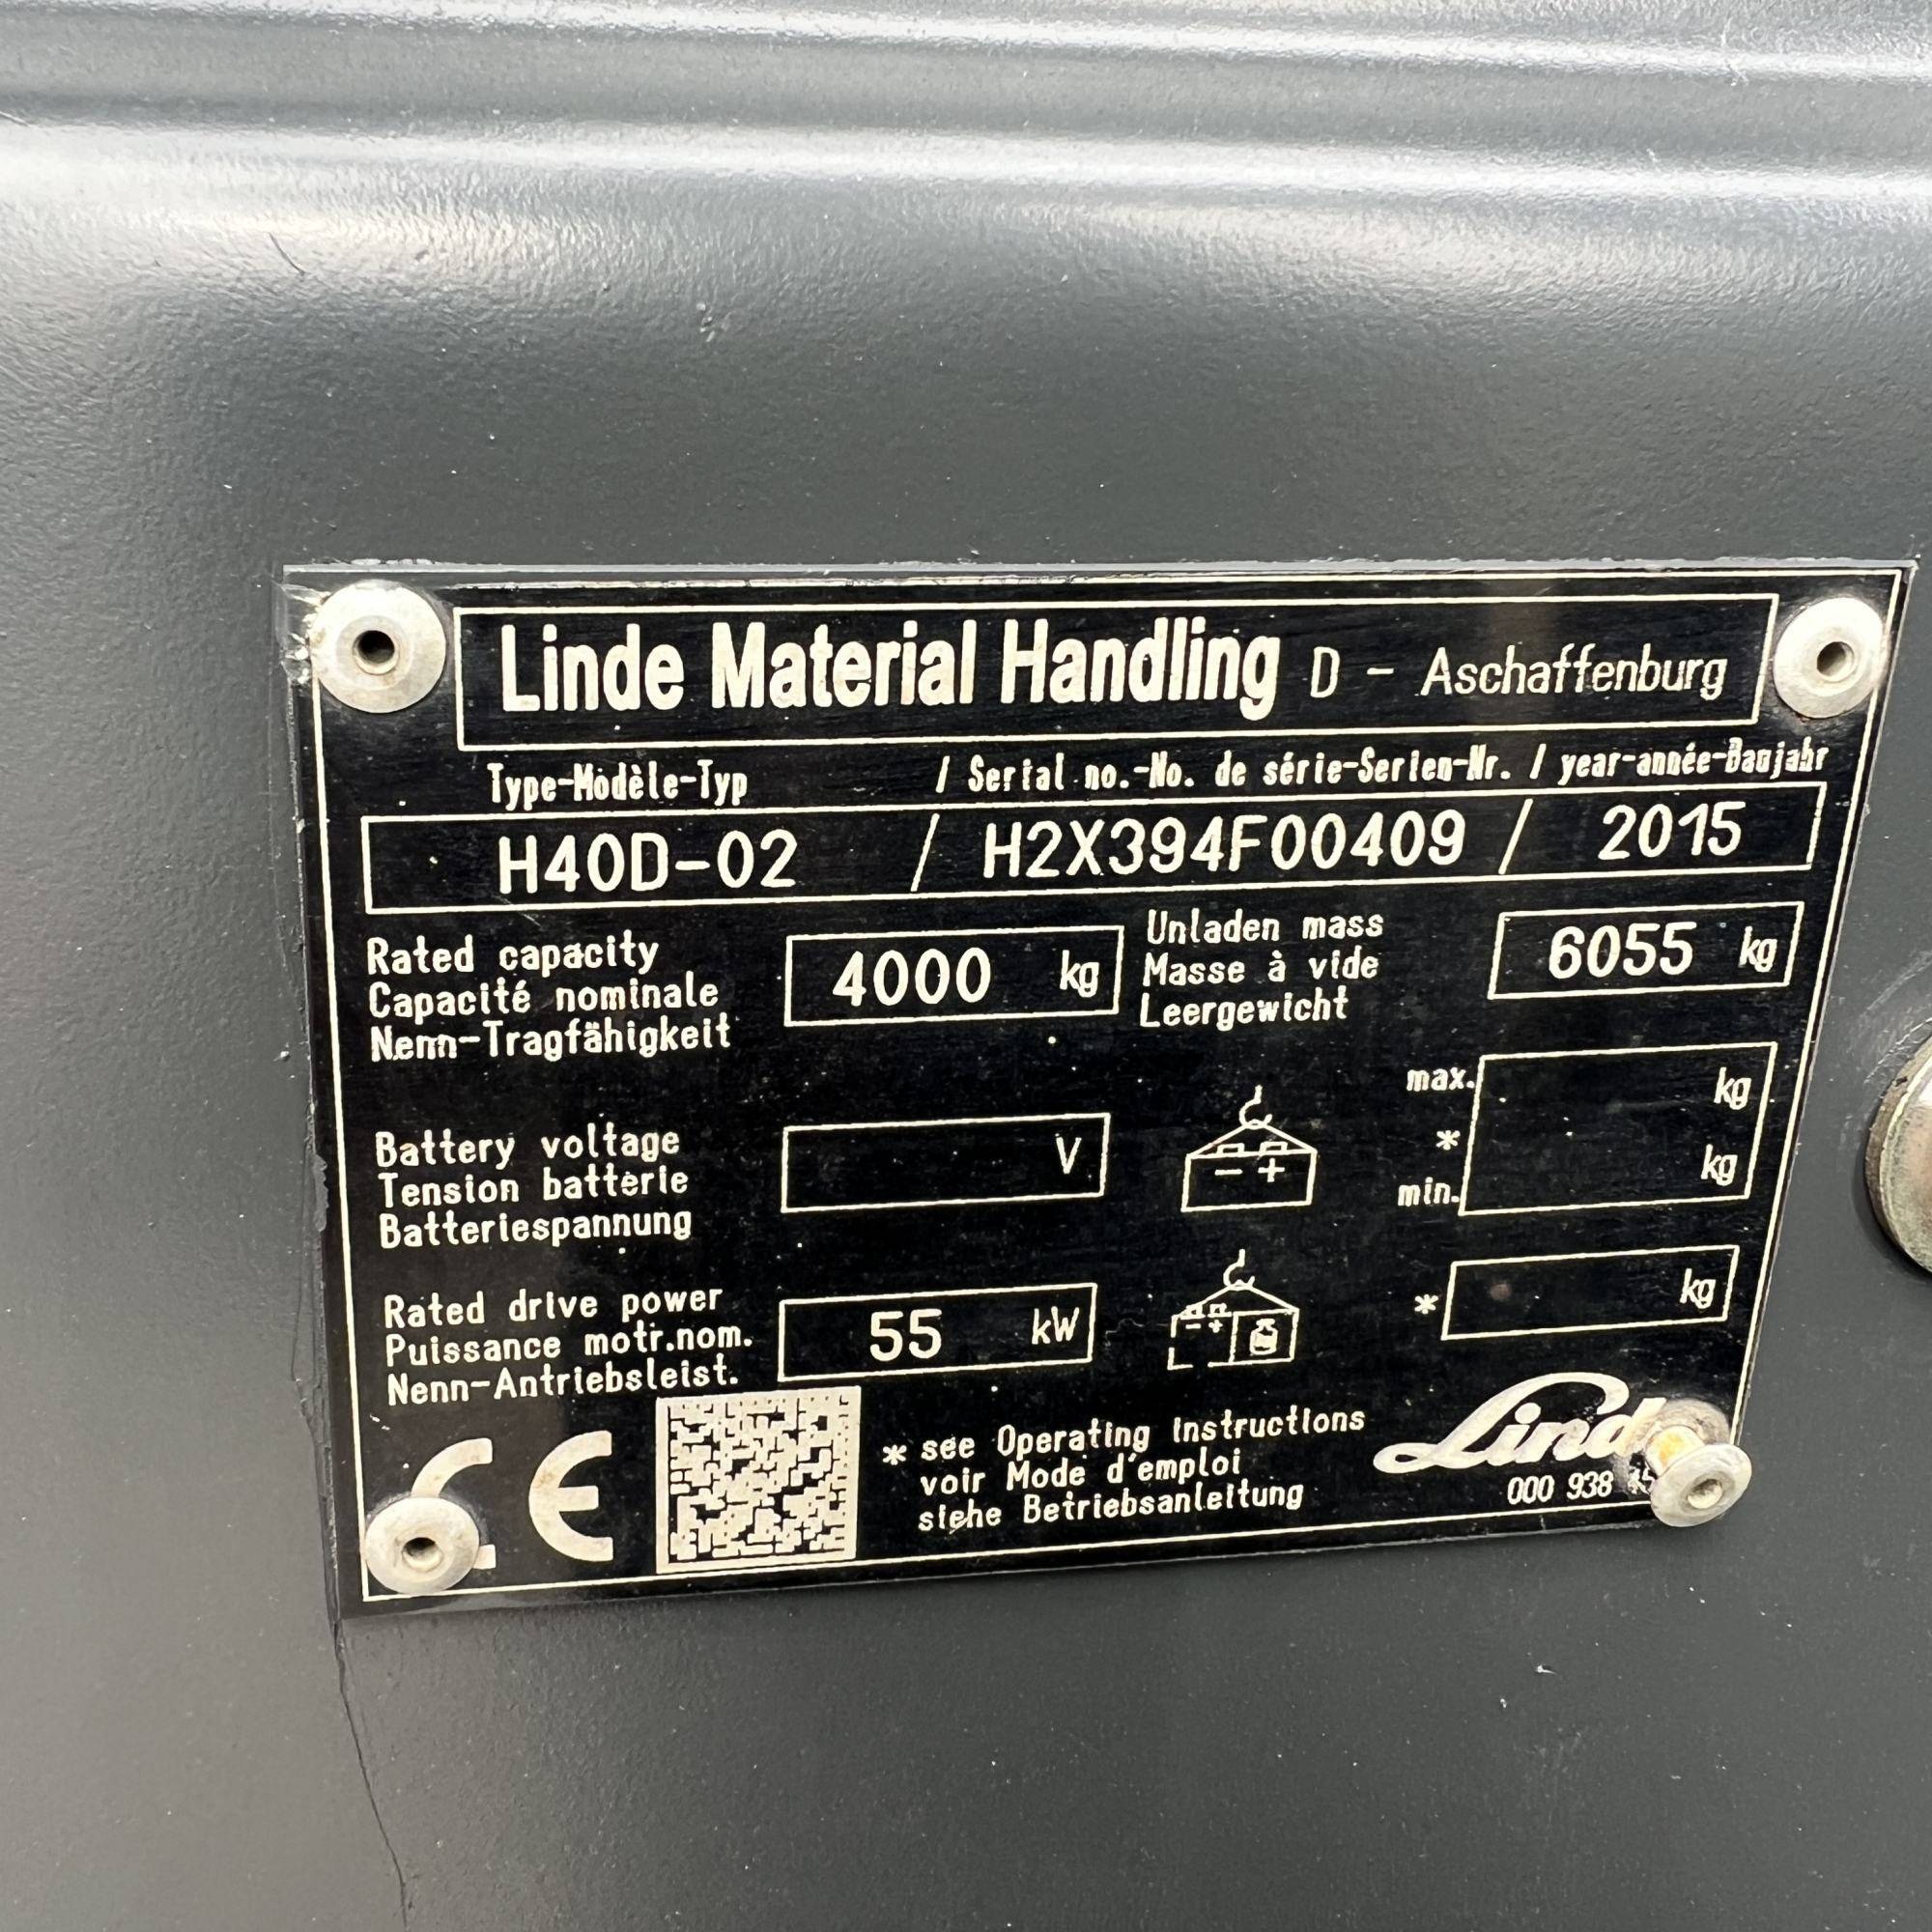 Linde Material Handling D - Aschaffenburg
Type-Modèle-Typ / Serial no.-No. de série-Serien-Nr. / year-année-Baujahr
H40D-02 / H2X394F00409 / 2015
Rated capacity
Capacité nominale
Nenn-Tragfähigkeit
4000 kg
Unladen mass
Masse à vide
Leergewicht
6055 kg
Battery voltage
Tension batterie
Batteriespannung
V
- +
max. kg
*
min. kg
Rated drive power
Puissance motr.nom.
Nenn-Antriebsleist.
55 kW
- +
* kg
CE
* see Operating Instructions
voir Mode d'emploi
siehe Betriebsanleitung
Linde
000 938